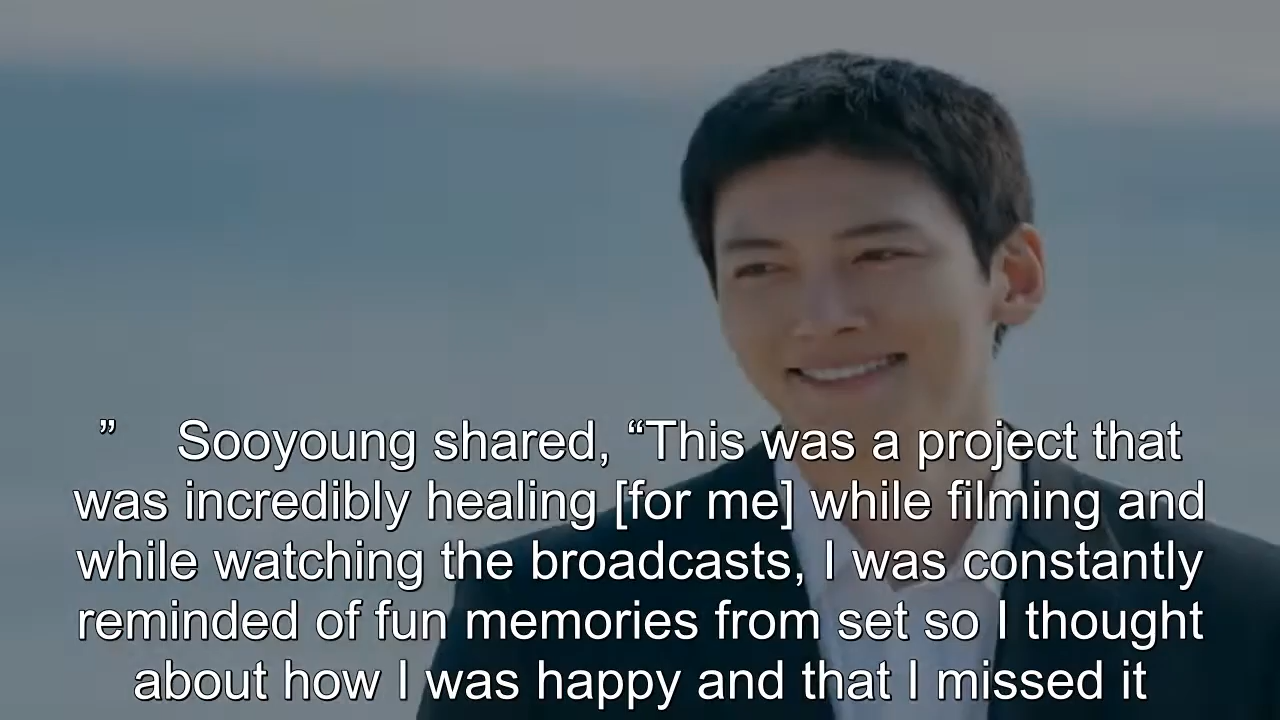 ”    Sooyoung shared, “This was a project that
was incredibly healing [for me] while filming and
while watching the broadcasts, I was constantly
reminded of fun memories from set so I thought
about how I was happy and that I missed it